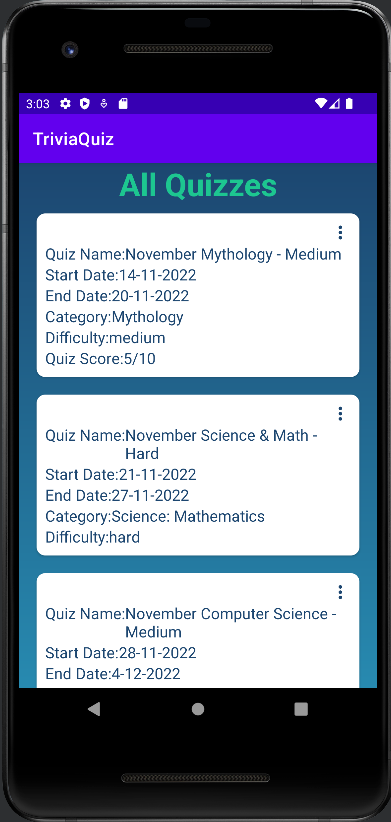 3:03
TriviaQuiz
All Quizzes
Quiz Name:November Mythology - Medium
Start Date:14-11-2022
End Date:20-11-2022
Category:Mythology
Difficulty:medium
Quiz Score:5/10
Quiz Name:November Science & Math -
Hard
Start Date:21-11-2022
End Date:27-11-2022
Category:Science: Mathematics
Difficulty:hard
Quiz Name:November Computer Science -
Medium
Start Date:28-11-2022
End Date:4-12-2022